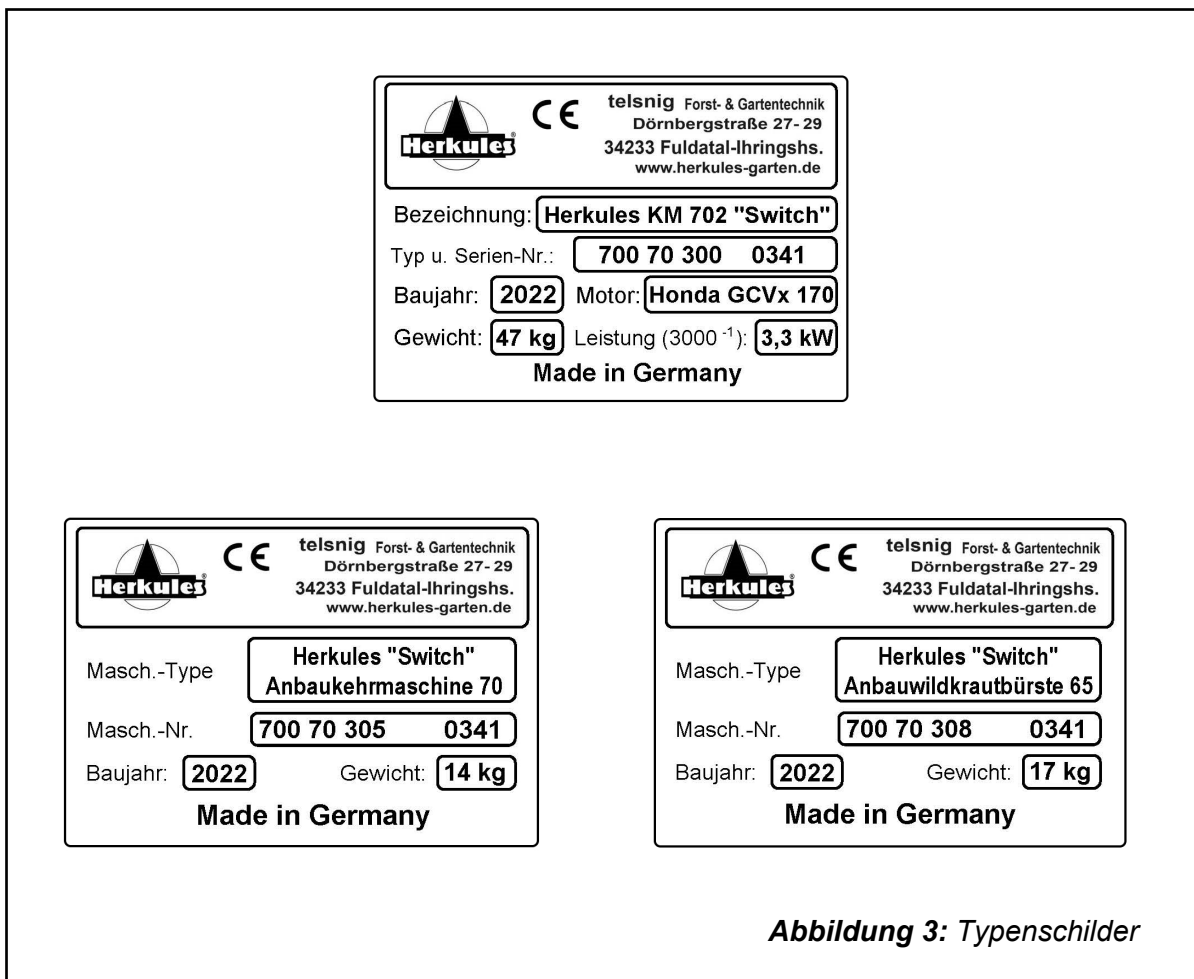 Herkules®
CE
telsnig Forst- & Gartentechnik
Dörnbergstraße 27-29
34233 Fuldatal-Ihringshs.
www.herkules-garten.de
Bezeichnung: Herkules KM 702 "Switch"
Typ u. Serien-Nr.: 700 70 300 0341
Baujahr: 2022 Motor: Honda GCVx 170
Gewicht: 47 kg Leistung (3000 ⁻¹): 3,3 kW
Made in Germany
Herkules®
CE
telsnig Forst- & Gartentechnik
Dörnbergstraße 27-29
34233 Fuldatal-Ihringshs.
www.herkules-garten.de
Masch.-Type Herkules "Switch"
Anbaukehrmaschine 70
Masch.-Nr. 700 70 305 0341
Baujahr: 2022 Gewicht: 14 kg
Made in Germany
Herkules®
CE
telsnig Forst- & Gartentechnik
Dörnbergstraße 27-29
34233 Fuldatal-Ihringshs.
www.herkules-garten.de
Masch.-Type Herkules "Switch"
Anbauwildkrautbürste 65
Masch.-Nr. 700 70 308 0341
Baujahr: 2022 Gewicht: 17 kg
Made in Germany
Abbildung 3: Typenschilder